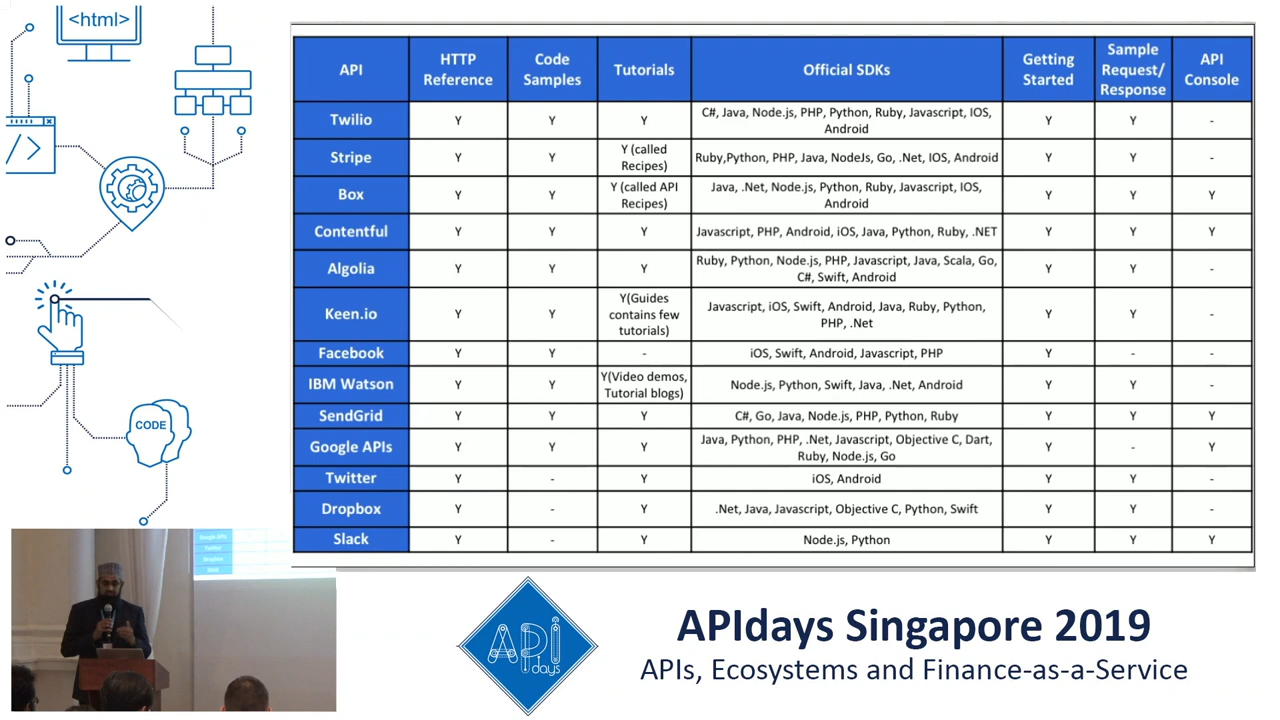 <html>
</>
CODE
API
HTTP
Reference
Code
Samples
Tutorials
Official SDKs
Getting
Started
Sample
Request/
Response
API
Console
Twilio
Y
Y
Y
C#, Java, Node.js, PHP, Python, Ruby, Javascript, IOS,
Android
Y
Y
-
Stripe
Y
Y
Y (called
Recipes)
Ruby,Python, PHP, Java, NodeJs, Go, .Net, IOS, Android
Y
Y
-
Box
Y
Y
Y (called API
Recipes)
Java, .Net, Node.js, Python, Ruby, Javascript, IOS,
Android
Y
Y
Y
Contentful
Y
Y
Y
Javascript, PHP, Android, iOS, Java, Python, Ruby, .NET
Y
Y
Y
Algolia
Y
Y
Y
Ruby, Python, Node.js, PHP, Javascript, Java, Scala, Go,
C#, Swift, Android
Y
Y
-
Keen.io
Y
Y
Y(Guides
contains few
tutorials)
Javascript, iOS, Swift, Android, Java, Ruby, Python,
PHP, .Net
Y
Y
-
Facebook
Y
Y
-
iOS, Swift, Android, Javascript, PHP
Y
-
-
IBM Watson
Y
Y
Y(Video demos,
Tutorial blogs)
Node.js, Python, Swift, Java, .Net, Android
Y
Y
-
SendGrid
Y
Y
Y
C#, Go, Java, Node.js, PHP, Python, Ruby
Y
Y
Y
Google APIs
Y
Y
Y
Java, Python, PHP, .Net, Javascript, Objective C, Dart,
Ruby, Node.js, Go
Y
-
Y
Twitter
Y
-
Y
iOS, Android
Y
Y
-
Dropbox
Y
-
Y
.Net, Java, Javascript, Objective C, Python, Swift
Y
Y
-
Slack
Y
-
Y
Node.js, Python
Y
Y
Y
Google APIs
Twitter
Dropbox
Slack
API
days
APIdays Singapore 2019
APIs, Ecosystems and Finance-as-a-Service